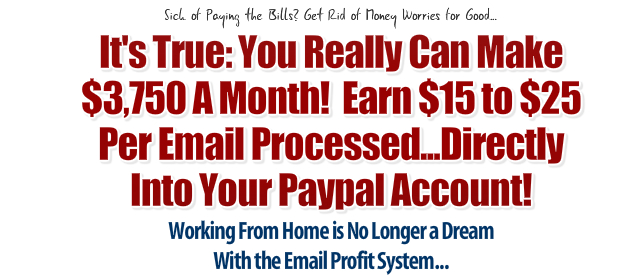 Sick of Paying the Bills? Get Rid of Money Worries for Good...
It's True: You Really Can Make
$3,750 A Month!  Earn $15 to $25
Per Email Processed...Directly
Into Your Paypal Account!
Working From Home is No Longer a Dream
With the Email Profit System...